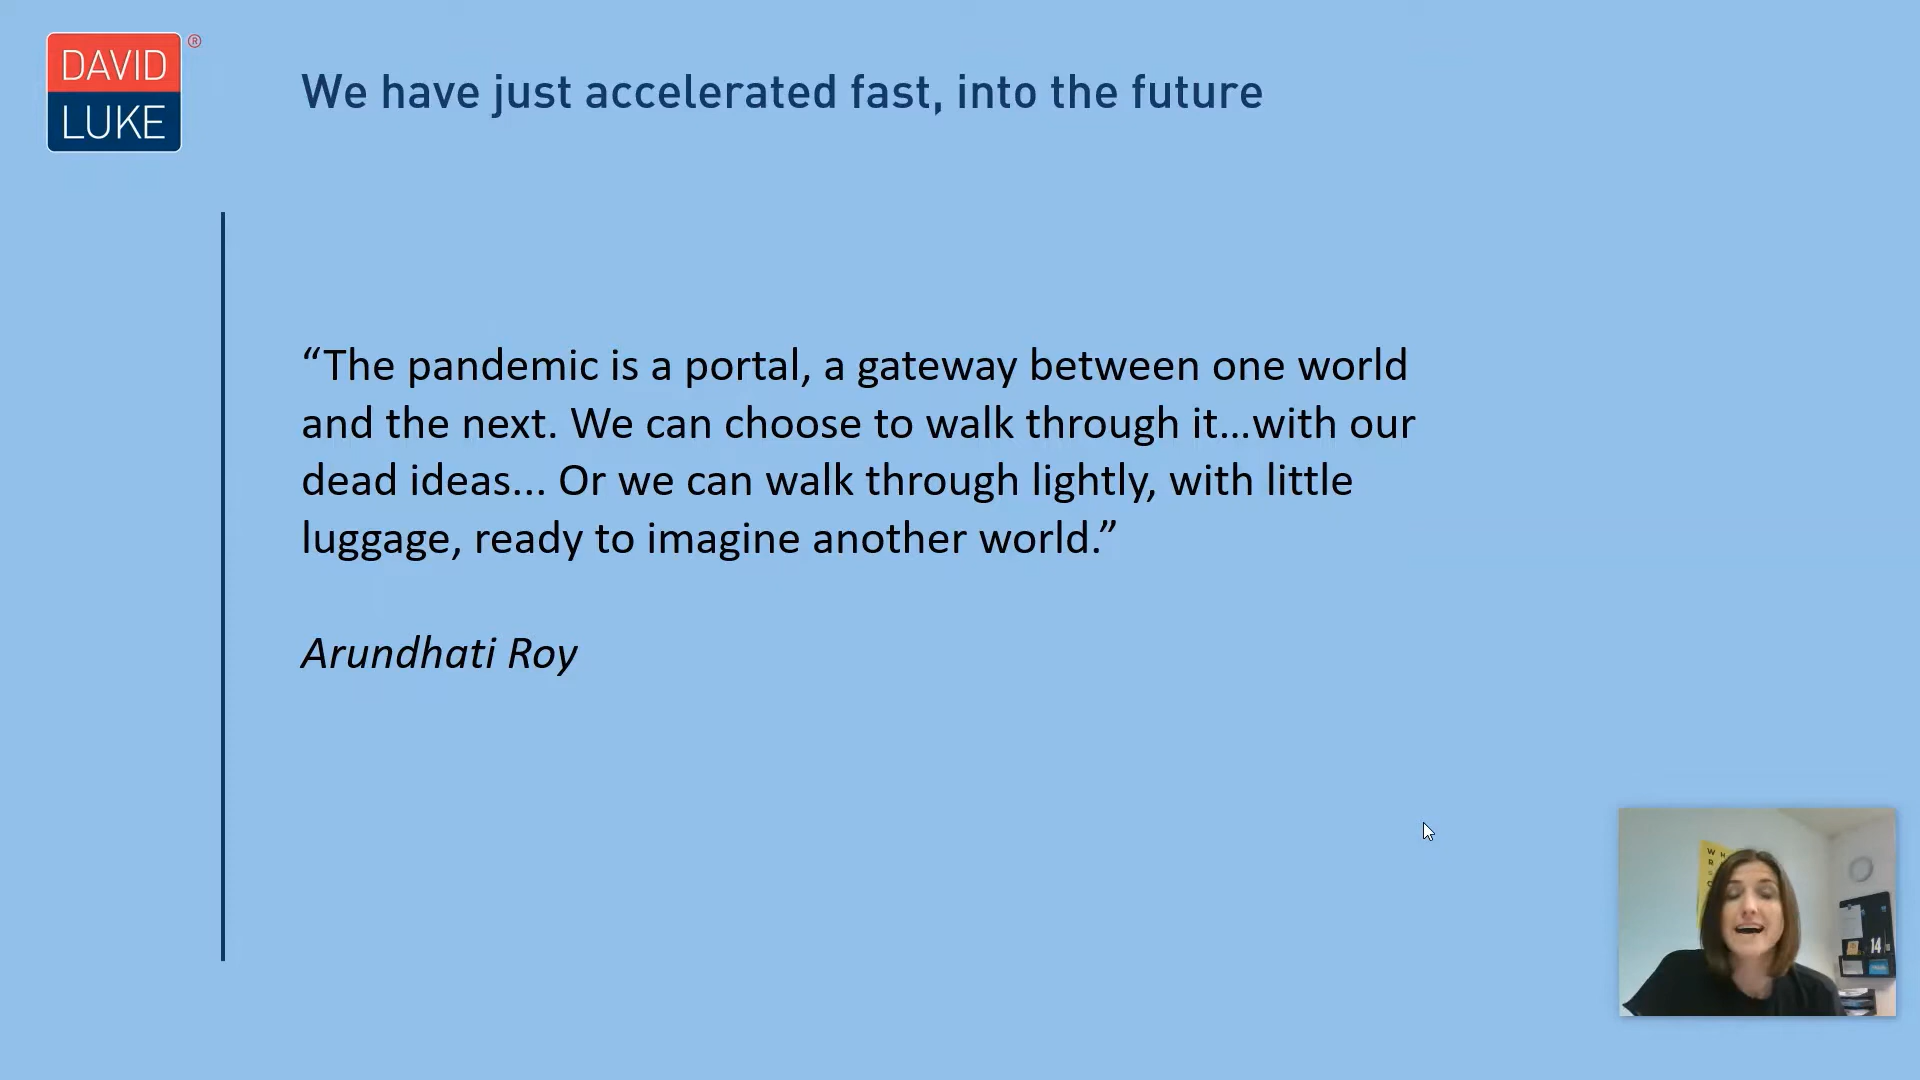 DAVID
LUKE
®
We have just accelerated fast, into the future
“The pandemic is a portal, a gateway between one world
and the next. We can choose to walk through it...with our
dead ideas... Or we can walk through lightly, with little
luggage, ready to imagine another world.”
Arundhati Roy
14